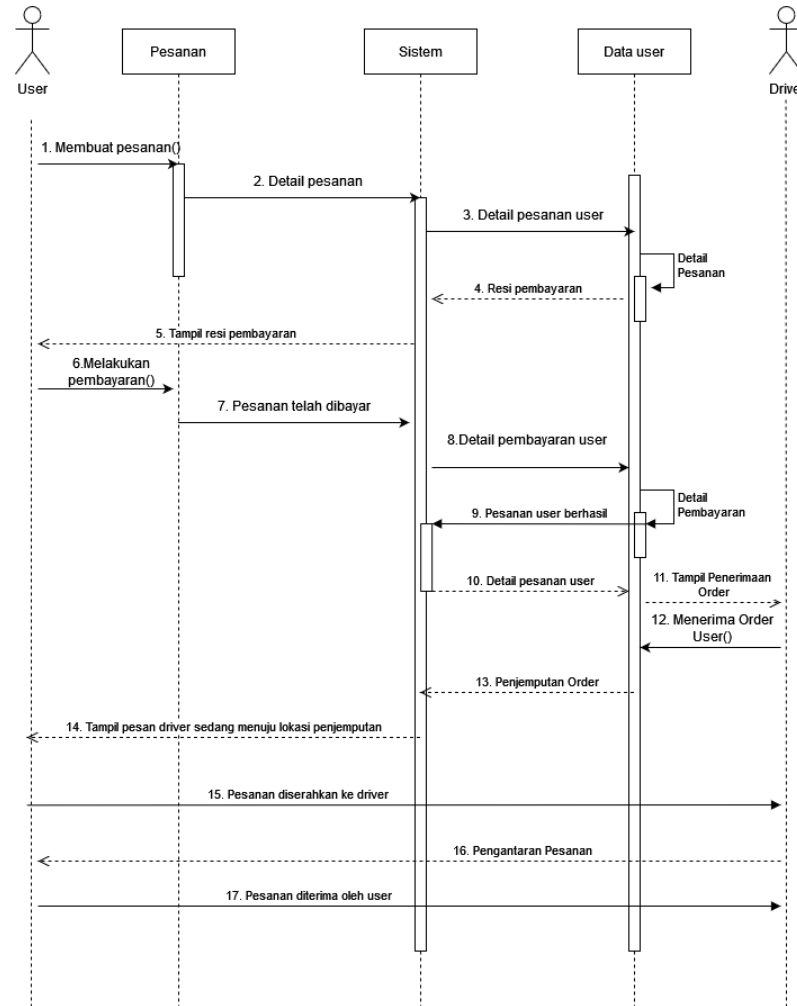 Pesanan
Sistem
Data user
User
Drive
1. Membuat pesanan()
2. Detail pesanan
3. Detail pesanan user
Detail
Pesanan
4. Resi pembayaran
5. Tampil resi pembayaran
6.Melakukan
pembayaran()
7. Pesanan telah dibayar
8.Detail pembayaran user
Detail
Pembayaran
9. Pesanan user berhasil
10. Detail pesanan user
11. Tampil Penerimaan
Order
12. Menerima Order
User()
13. Penjemputan Order
14. Tampil pesan driver sedang menuju lokasi penjemputan
15. Pesanan diserahkan ke driver
16. Pengantaran Pesanan
17. Pesanan diterima oleh user